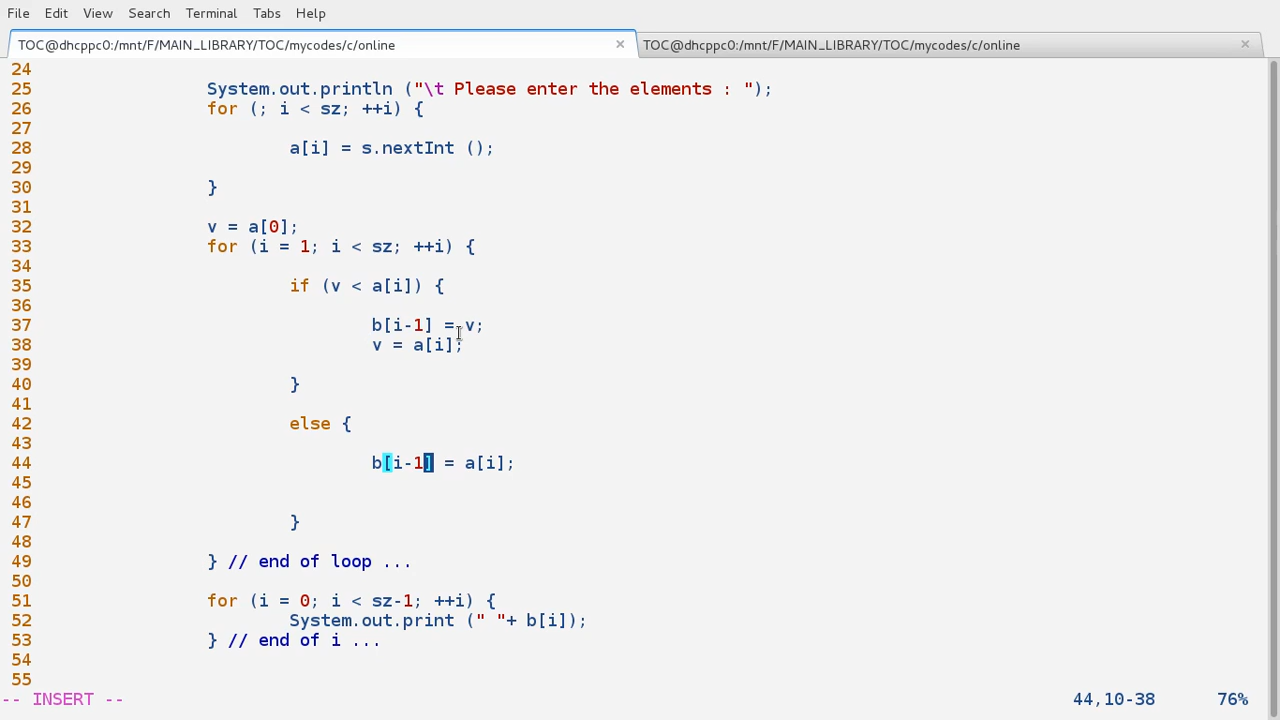 File Edit View Search Terminal Tabs Help
TOC@dhcppc0:/mnt/F/MAIN_LIBRARY/TOC/mycodes/c/online × TOC@dhcppc0:/mnt/F/MAIN_LIBRARY/TOC/mycodes/c/online ×
24
25 System.out.println ("\t Please enter the elements : ");
26 for (; i < sz; ++i) {
27
28 a[i] = s.nextInt ();
29
30 }
31
32 v = a[0];
33 for (i = 1; i < sz; ++i) {
34
35 if (v < a[i]) {
36
37 b[i-1] = v;
38 v = a[i];
39
40 }
41
42 else {
43
44 b[i-1] = a[i];
45
46
47 }
48
49 } // end of loop ...
50
51 for (i = 0; i < sz-1; ++i) {
52 System.out.print (" "+ b[i]);
53 } // end of i ...
54
55
-- INSERT -- 44,10-38 76%